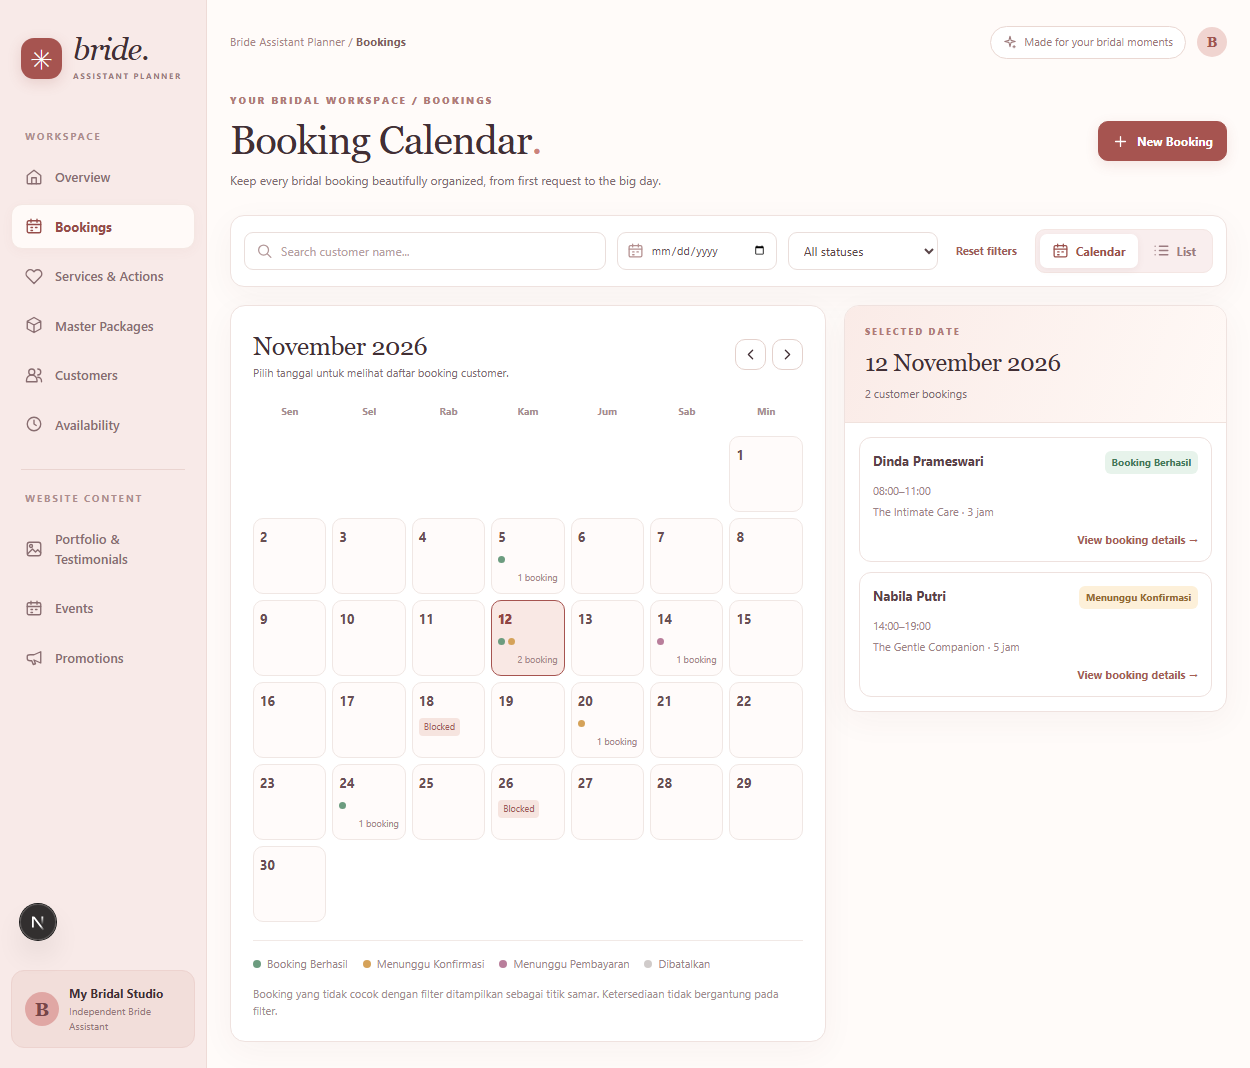 bride.
ASSISTANT PLANNER
WORKSPACE
Overview
Bookings
Services & Actions
Master Packages
Customers
Availability
WEBSITE CONTENT
Portfolio &
Testimonials
Events
Promotions
N
B
My Bridal Studio
Independent Bride
Assistant
Bride Assistant Planner / Bookings
Made for your bridal moments
B
YOUR BRIDAL WORKSPACE / BOOKINGS
Booking Calendar.
Keep every bridal booking beautifully organized, from first request to the big day.
+ New Booking
Search customer name...
mm/dd/yyyy
All statuses
Reset filters
Calendar
List
November 2026
Pilih tanggal untuk melihat daftar booking customer.
Sen Sel Rab Kam Jum Sab Min
1
2 3 4 5 6 7 8
1 booking
9 10 11 12 13 14 15
2 booking 1 booking
16 17 18 19 20 21 22
Blocked 1 booking
23 24 25 26 27 28 29
1 booking Blocked
30
Booking Berhasil Menunggu Konfirmasi Menunggu Pembayaran Dibatalkan
Booking yang tidak cocok dengan filter ditampilkan sebagai titik samar. Ketersediaan tidak bergantung pada
filter.
SELECTED DATE
12 November 2026
2 customer bookings
Dinda Prameswari
Booking Berhasil
08:00–11:00
The Intimate Care · 3 jam
View booking details →
Nabila Putri
Menunggu Konfirmasi
14:00–19:00
The Gentle Companion · 5 jam
View booking details →